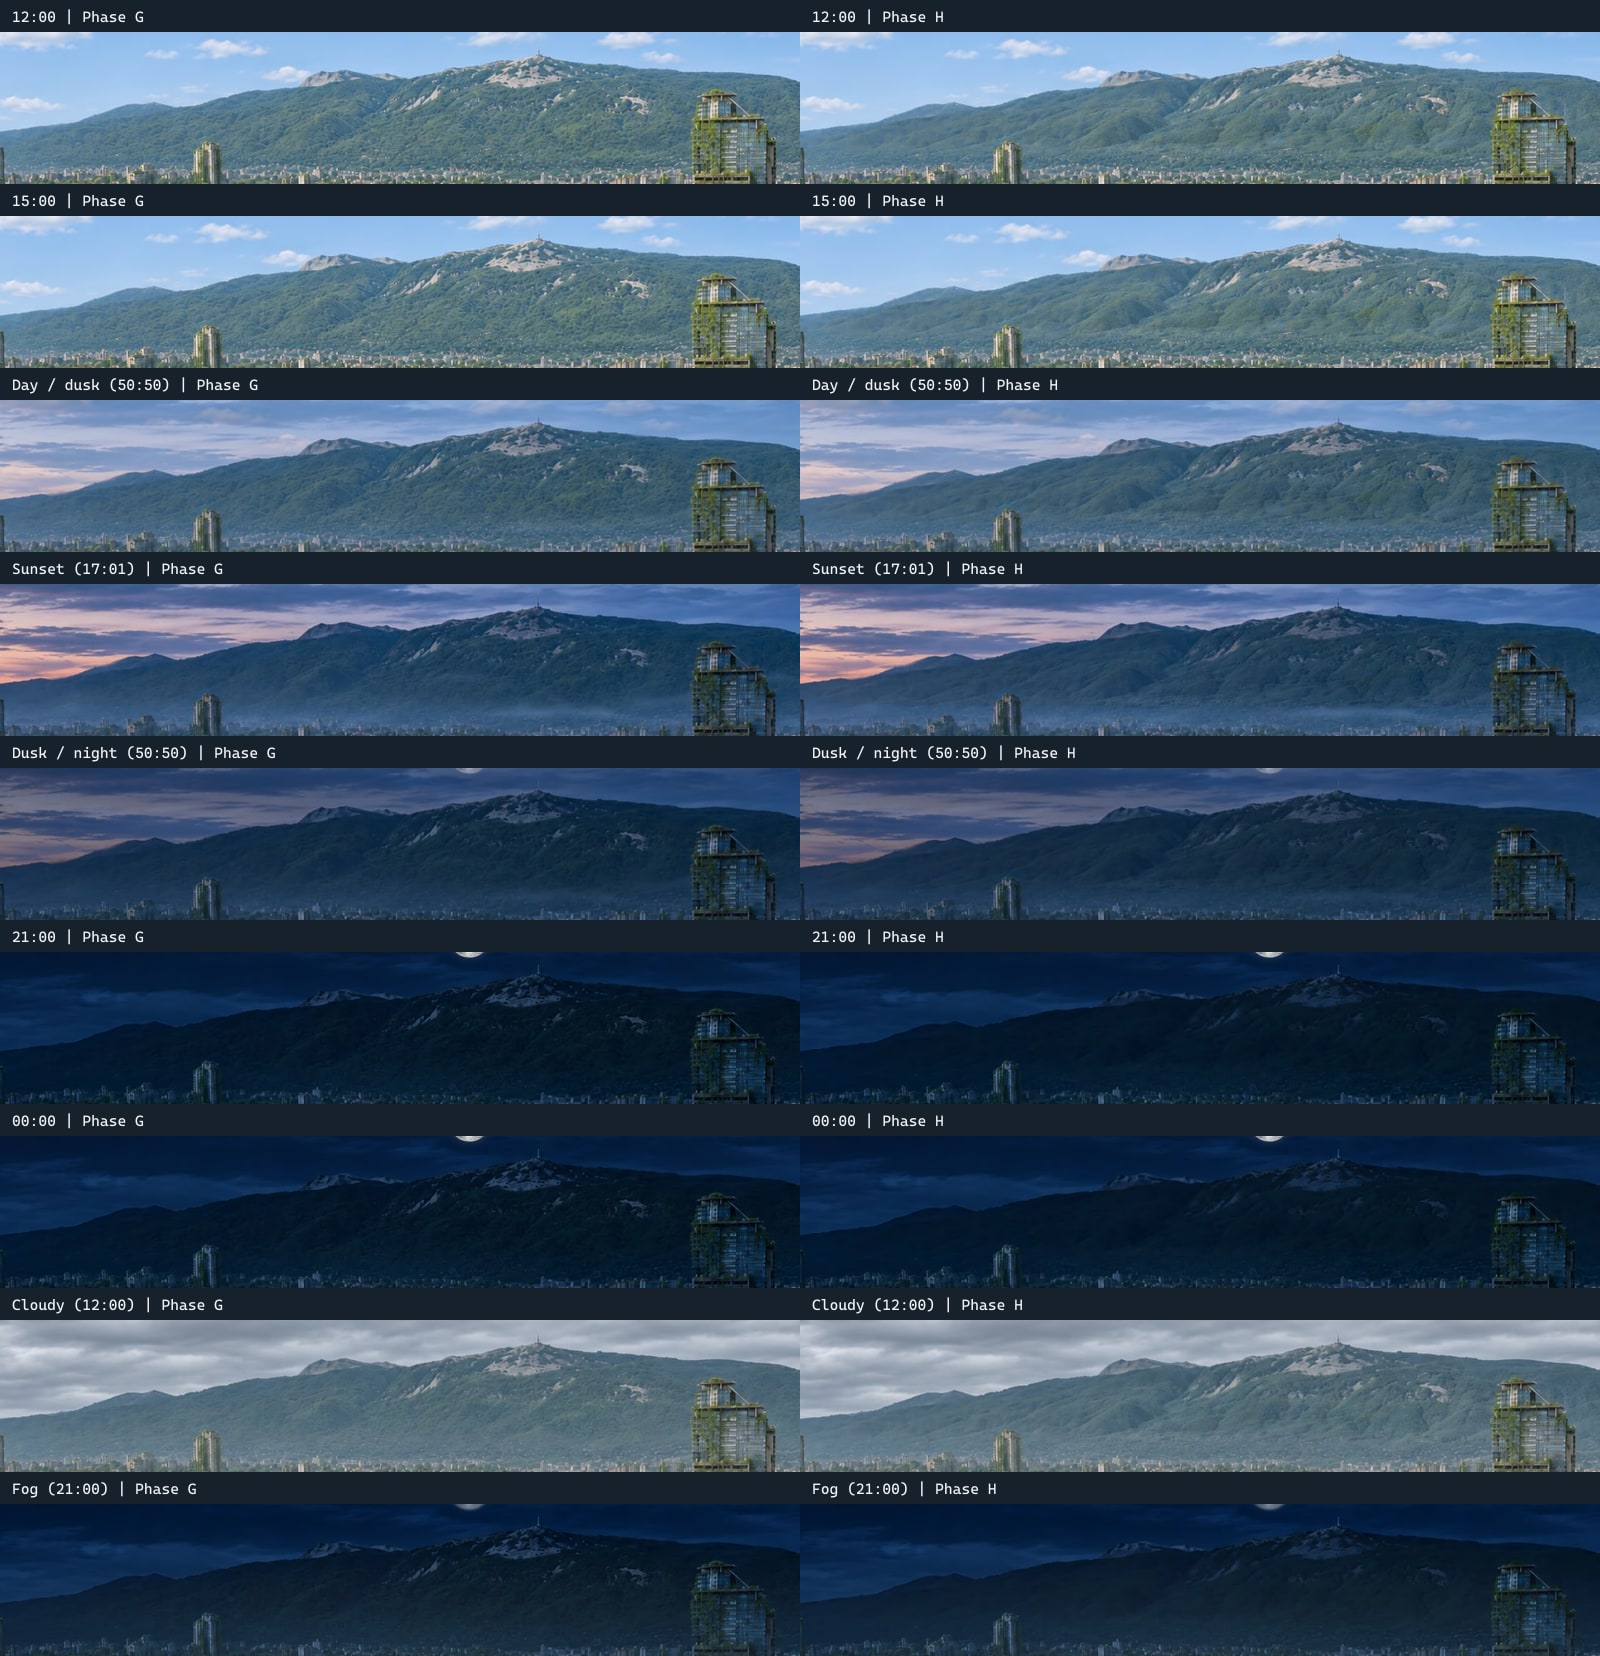 12:00 | Phase G
12:00 | Phase H
15:00 | Phase G
15:00 | Phase H
Day / dusk (50:50) | Phase G
Day / dusk (50:50) | Phase H
Sunset (17:01) | Phase G
Sunset (17:01) | Phase H
Dusk / night (50:50) | Phase G
Dusk / night (50:50) | Phase H
21:00 | Phase G
21:00 | Phase H
00:00 | Phase G
00:00 | Phase H
Cloudy (12:00) | Phase G
Cloudy (12:00) | Phase H
Fog (21:00) | Phase G
Fog (21:00) | Phase H